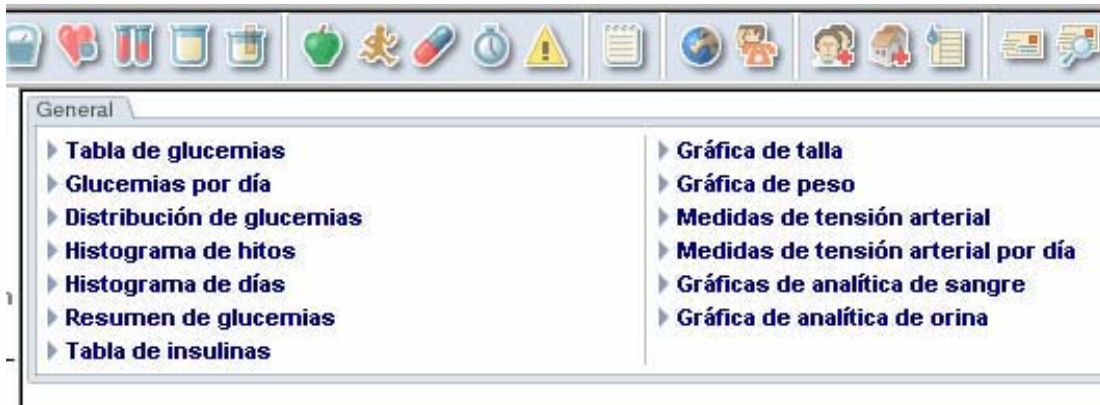 General
Tabla de glucemias
Glucemias por día
Distribución de glucemias
Histograma de hitos
Histograma de días
Resumen de glucemias
Tabla de insulinas
Gráfica de talla
Gráfica de peso
Medidas de tensión arterial
Medidas de tensión arterial por día
Gráficas de analítica de sangre
Gráfica de analítica de orina